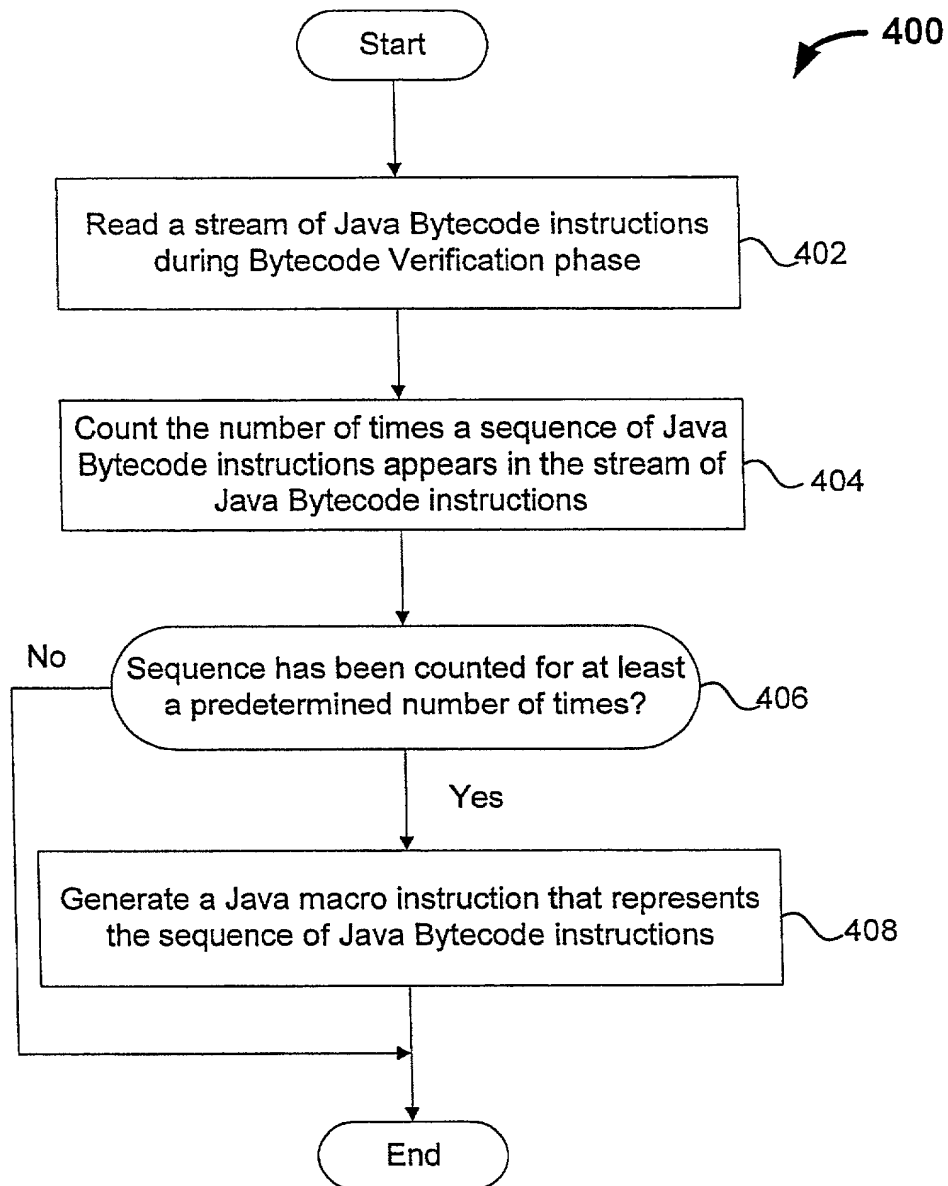 Start
400
Read a stream of Java Bytecode instructions
during Bytecode Verification phase
402
Count the number of times a sequence of Java
Bytecode instructions appears in the stream of
Java Bytecode instructions
404
No
Sequence has been counted for at least
a predetermined number of times?
406
Yes
Generate a Java macro instruction that represents
the sequence of Java Bytecode instructions
408
End